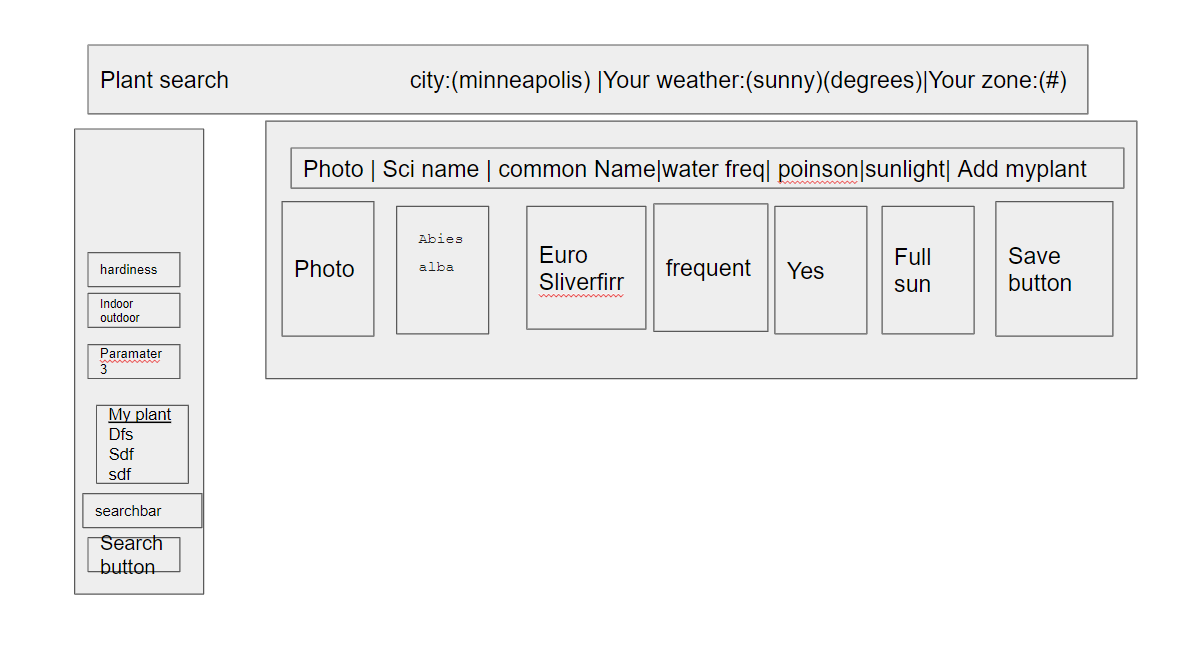 Plant search city:(minneapolis) |Your weather:(sunny)(degrees)|Your zone:(#)
Photo | Sci name | common Name|water freq| poinson|sunlight| Add myplant
Photo
Abies
alba
Euro
Sliverfirr
frequent
Yes
Full
sun
Save
button
hardiness
Indoor
outdoor
Paramater
3
My plant
Dfs
Sdf
sdf
searchbar
Search
button